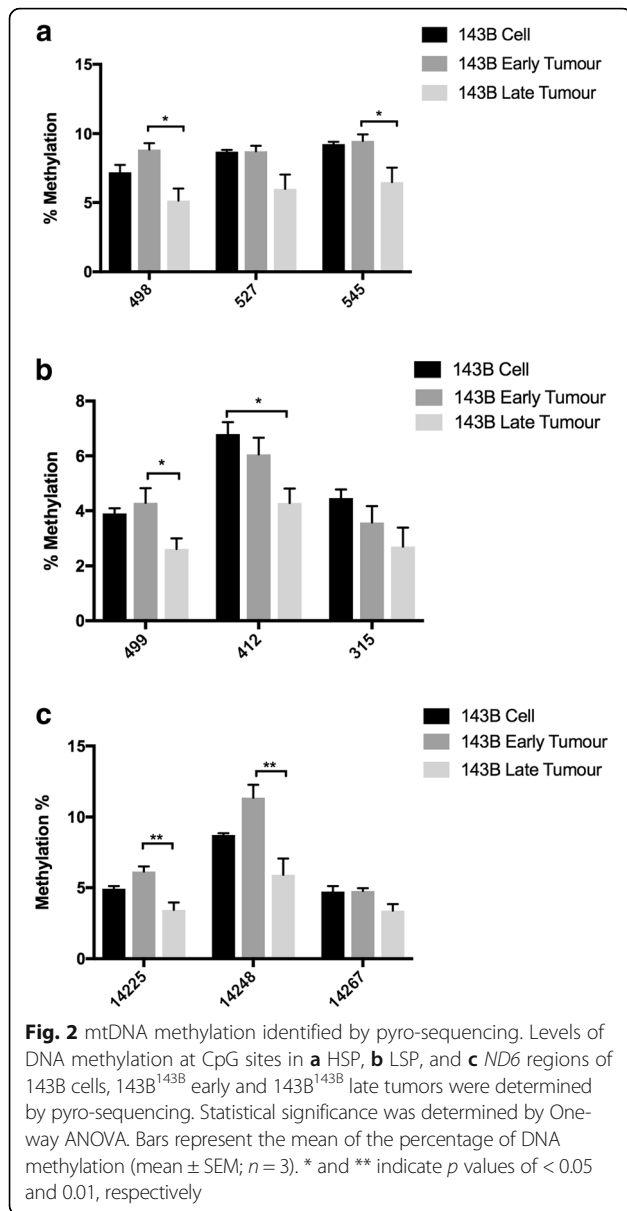 a
143B Cell
143B Early Tumour
143B Late Tumour
15
10
5
0
% Methylation
*
*
498
527
545
b
143B Cell
143B Early Tumour
143B Late Tumour
8
6
4
2
0
% Methylation
*
*
499
412
315
c
143B Cell
143B Early Tumour
143B Late Tumour
15
10
5
0
Methylation %
**
**
14225
14248
14267
Fig. 2 mtDNA methylation identified by pyro-sequencing. Levels of
DNA methylation at CpG sites in a HSP, b LSP, and c ND6 regions of
143B cells, 143B¹⁴³ᴮ early and 143B¹⁴³ᴮ late tumors were determined
by pyro-sequencing. Statistical significance was determined by One-
way ANOVA. Bars represent the mean of the percentage of DNA
methylation (mean ± SEM; n = 3). * and ** indicate p values of < 0.05
and 0.01, respectively